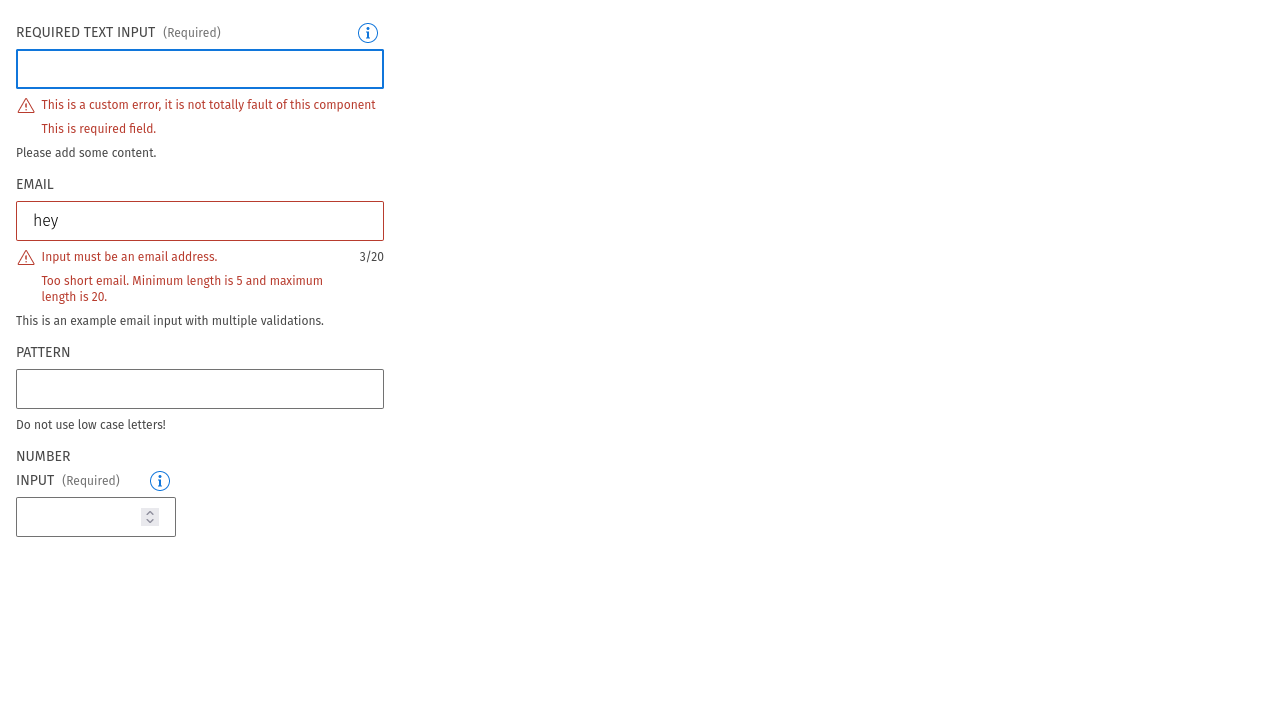 REQUIRED TEXT INPUT (Required)
This is a custom error, it is not totally fault of this component
This is required field.
Please add some content.
EMAIL
hey
Input must be an email address. 3/20
Too short email. Minimum length is 5 and maximum
length is 20.
This is an example email input with multiple validations.
PATTERN
Do not use low case letters!
NUMBER
INPUT (Required)